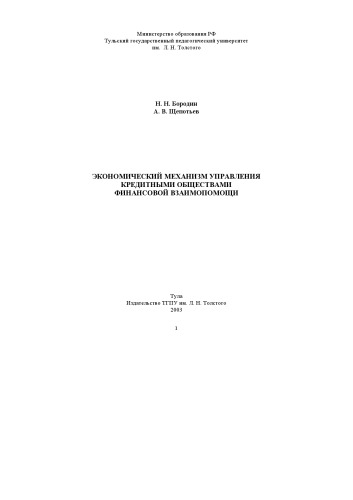 Министерство образования РФ
Тульский государственный педагогический университет
им. Л. Н. Толстого
Н. Н. Бородин
А. В. Щепотьев
ЭКОНОМИЧЕСКИЙ МЕХАНИЗМ УПРАВЛЕНИЯ
КРЕДИТНЫМИ ОБЩЕСТВАМИ
ФИНАНСОВОЙ ВЗАИМОПОМОЩИ
Тула
Издательство ТГПУ им. Л. Н. Толстого
2003
1